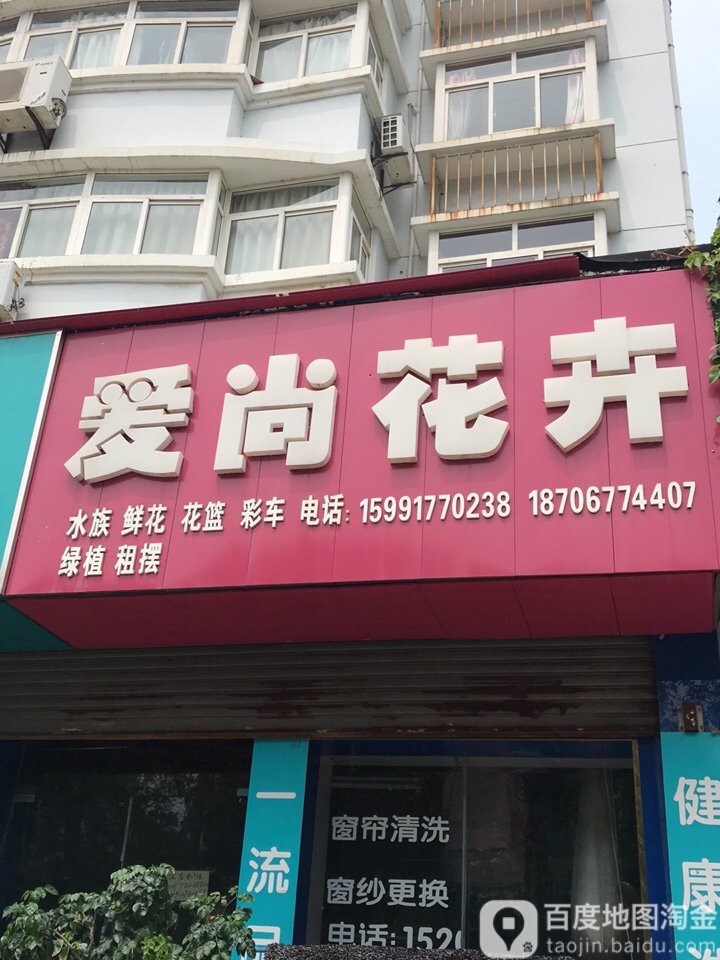 爱尚花卉
水族 鲜花 花篮 彩车 电话:15991770238 18706774407
绿植 租摆
一流
窗帘清洗
窗纱更换
电话:152
健康
百度地图淘金
taojin.baidu.com